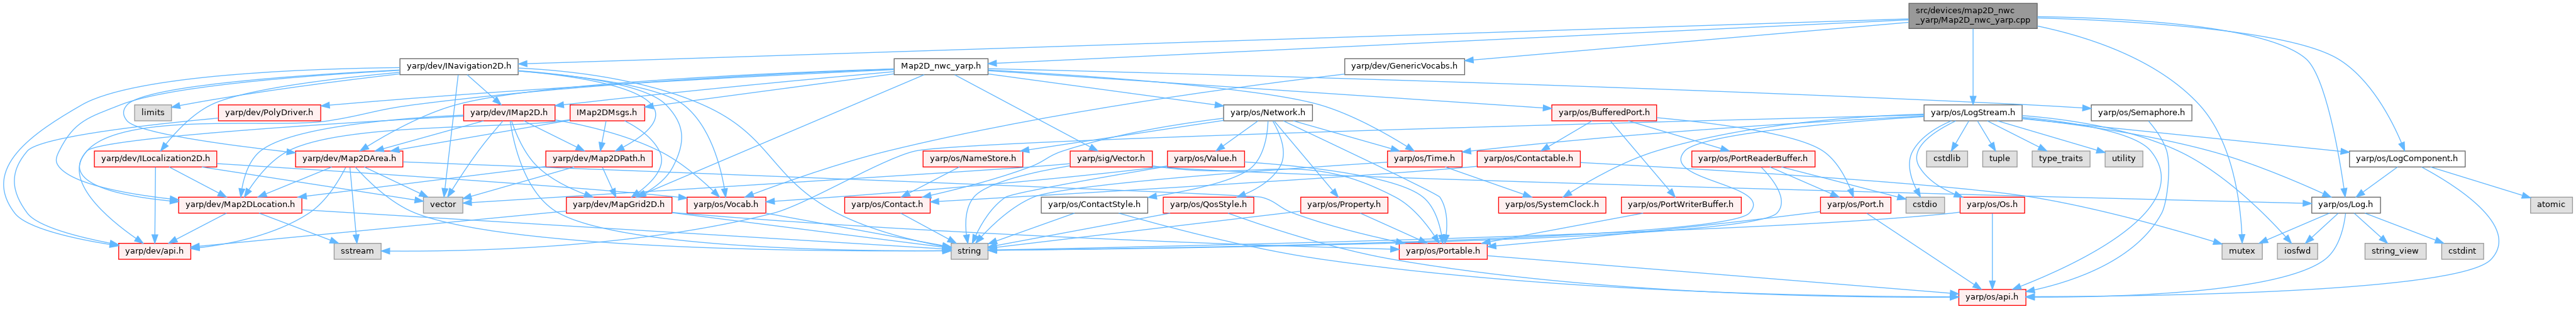 src/devices/map2D_nwc
_yarp/Map2D_nwc_yarp.cpp
yarp/dev/INavigation2D.h
Map2D_nwc_yarp.h
yarp/dev/GenericVocabs.h
limits
yarp/dev/PolyDriver.h
yarp/dev/IMap2D.h
IMap2DMsgs.h
yarp/os/Network.h
yarp/os/BufferedPort.h
yarp/os/LogStream.h
yarp/os/Semaphore.h
yarp/dev/ILocalization2D.h
yarp/dev/Map2DArea.h
yarp/dev/Map2DPath.h
yarp/os/NameStore.h
yarp/sig/Vector.h
yarp/os/Value.h
yarp/os/Time.h
yarp/os/Contactable.h
yarp/os/PortReaderBuffer.h
cstdlib
tuple
type_traits
utility
yarp/os/LogComponent.h
yarp/dev/Map2DLocation.h
vector
yarp/dev/MapGrid2D.h
yarp/os/Vocab.h
yarp/os/Contact.h
yarp/os/ContactStyle.h
yarp/os/QosStyle.h
yarp/os/Property.h
yarp/os/SystemClock.h
yarp/os/PortWriterBuffer.h
yarp/os/Port.h
cstdio
yarp/os/Os.h
yarp/os/Log.h
atomic
yarp/dev/api.h
sstream
string
yarp/os/Portable.h
mutex
iosfwd
string_view
cstdint
yarp/os/api.h